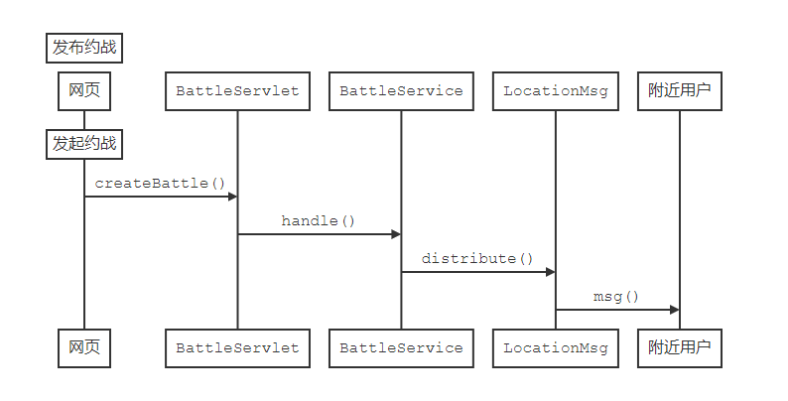 发布约战
网页 BattleServlet BattleService LocationMsg 附近用户
发起约战
createBattle()
handle()
distribute()
msg()
网页 BattleServlet BattleService LocationMsg 附近用户